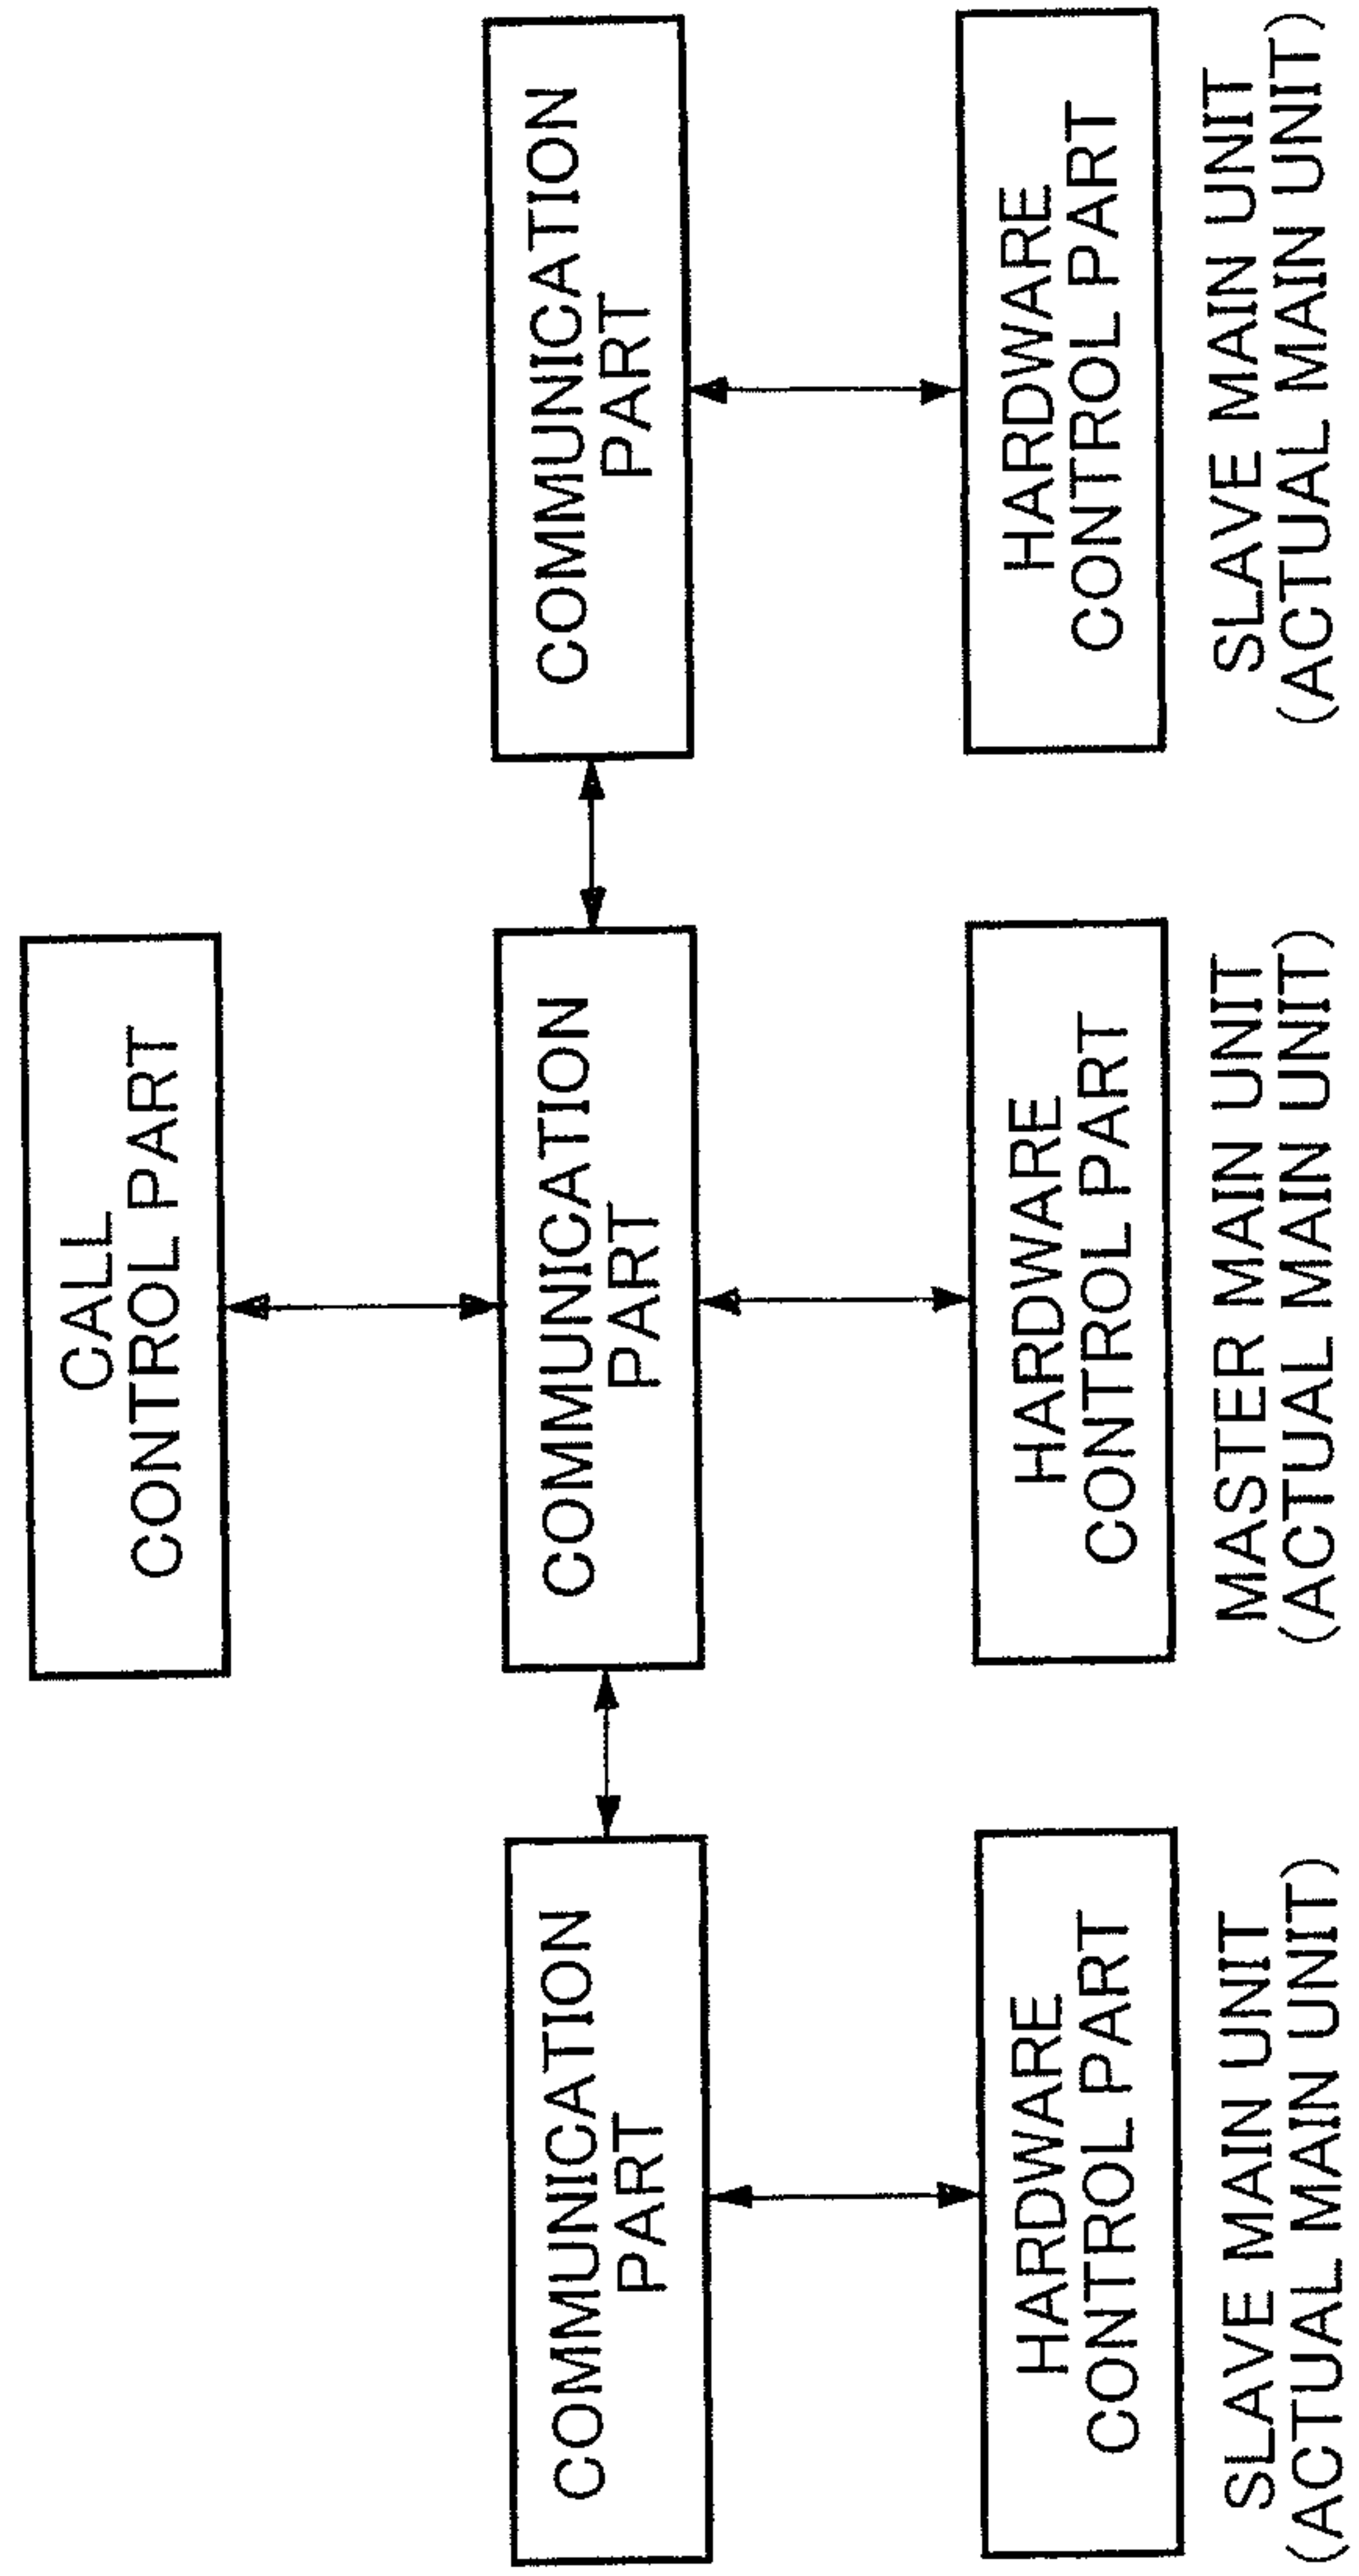 CALL
CONTROL PART
COMMUNICATION
PART
COMMUNICATION
PART
COMMUNICATION
PART
HARDWARE
CONTROL PART
HARDWARE
CONTROL PART
HARDWARE
CONTROL PART
SLAVE MAIN UNIT
(ACTUAL MAIN UNIT)
MASTER MAIN UNIT
(ACTUAL MAIN UNIT)
SLAVE MAIN UNIT
(ACTUAL MAIN UNIT)